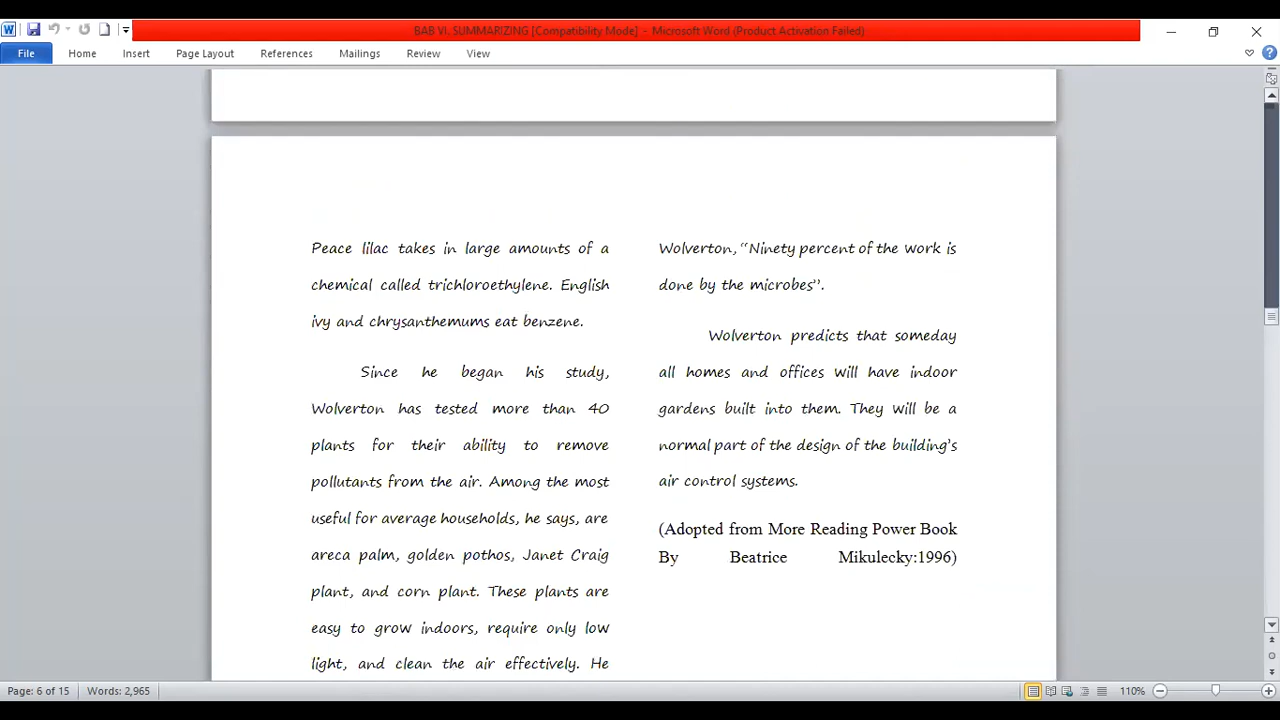 BAB VI. SUMMARIZING [Compatibility Mode] - Microsoft Word (Product Activation Failed)
File Home Insert Page Layout References Mailings Review View
Peace lilac takes in large amounts of a
chemical called trichloroethylene. English
ivy and chrysanthemums eat benzene.
Since he began his study,
Wolverton has tested more than 40
plants for their ability to remove
pollutants from the air. Among the most
useful for average households, he says, are
areca palm, golden pothos, Janet Craig
plant, and corn plant. These plants are
easy to grow indoors, require only low
light, and clean the air effectively. He
Wolverton, “Ninety percent of the work is
done by the microbes”.
Wolverton predicts that someday
all homes and offices will have indoor
gardens built into them. They will be a
normal part of the design of the building's
air control systems.
(Adopted from More Reading Power Book
By Beatrice Mikulecky:1996)
Page: 6 of 15 Words: 2,965 110%